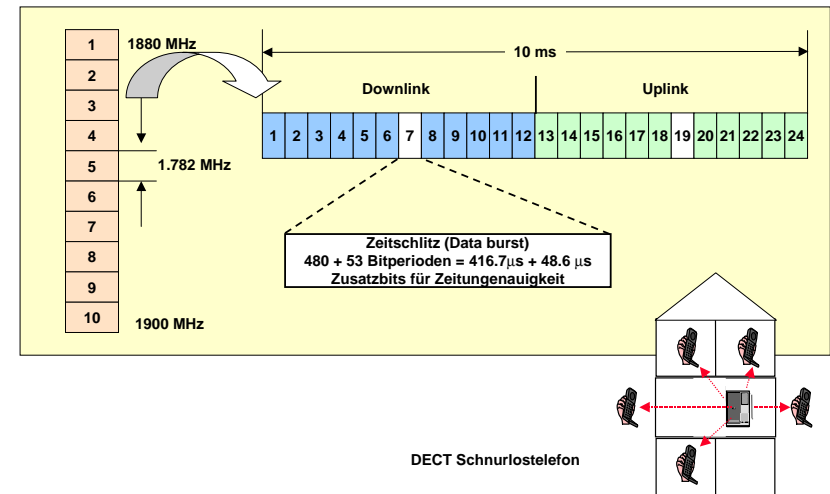 1
2
3
4
5
6
7
8
9
10
1880 MHz
1.782 MHz
1900 MHz
10 ms
Downlink
Uplink
1 2 3 4 5 6 7 8 9 10 11 12 13 14 15 16 17 18 19 20 21 22 23 24
Zeitschlitz (Data burst)
480 + 53 Bitperioden = 416.7µs + 48.6 µs
Zusatzbits für Zeitungenauigkeit
DECT Schnurlostelefon